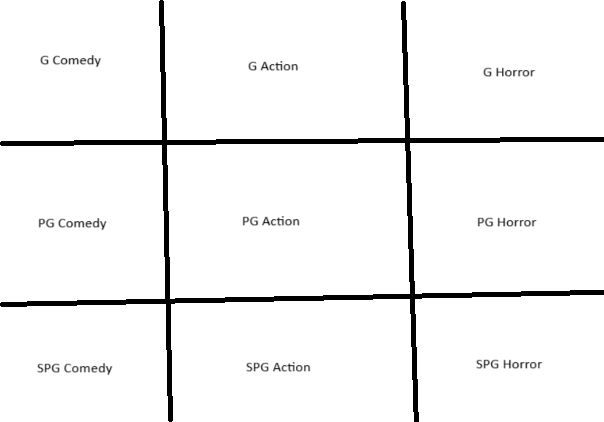 G Comedy
G Action
G Horror
PG Comedy
PG Action
PG Horror
SPG Comedy
SPG Action
SPG Horror